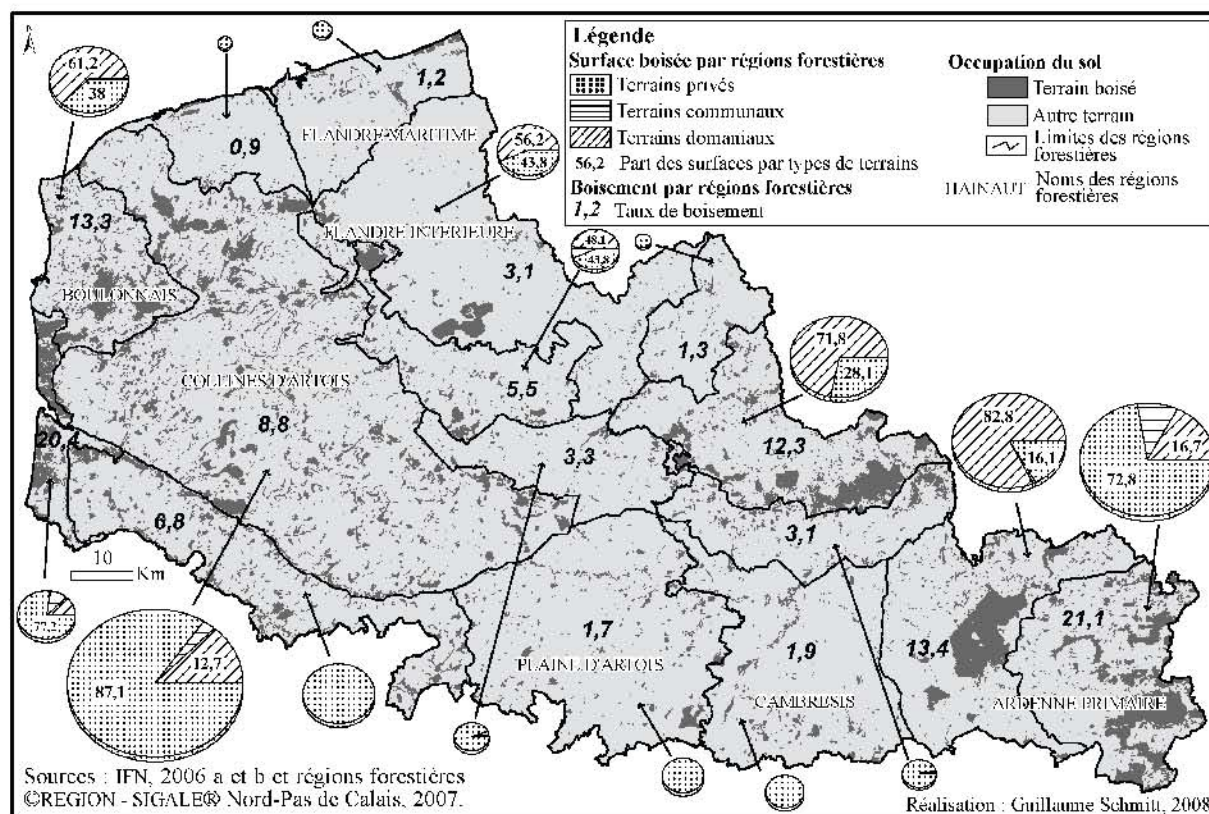 Légende
Surface boisée par régions forestières
Terrains privés
Terrains communaux
Terrains domaniaux
56,2 Part des surfaces par types de terrains
Boisement par régions forestières
1,2 Taux de boisement
Occupation du sol
Terrain boisé
Autre terrain
Limites des régions
forestières
HAINAUT Noms des régions
forestières
61,2
38
1,2
FLANDRE MARITIME
0,9
56,2
43,8
13,3
FLANDRE INTERIEURE
48,1
43,8
3,1
BOULONNAIS
1,3
71,8
28,1
5,5
COLLINES D'ARTOIS
8,8
82,8
16,1
16,7
72,8
20,4
3,3
12,3
6,8
3,1
10
Km
77,2
1,7
1,9
13,4
21,1
12,7
87,1
PLAINE D'ARTOIS
CAMBRESIS
ARDENNE PRIMAIRE
Sources : IFN, 2006 a et b et régions forestières
©REGION - SIGALE® Nord-Pas de Calais, 2007.
Réalisation : Guillaume Schmitt, 2008